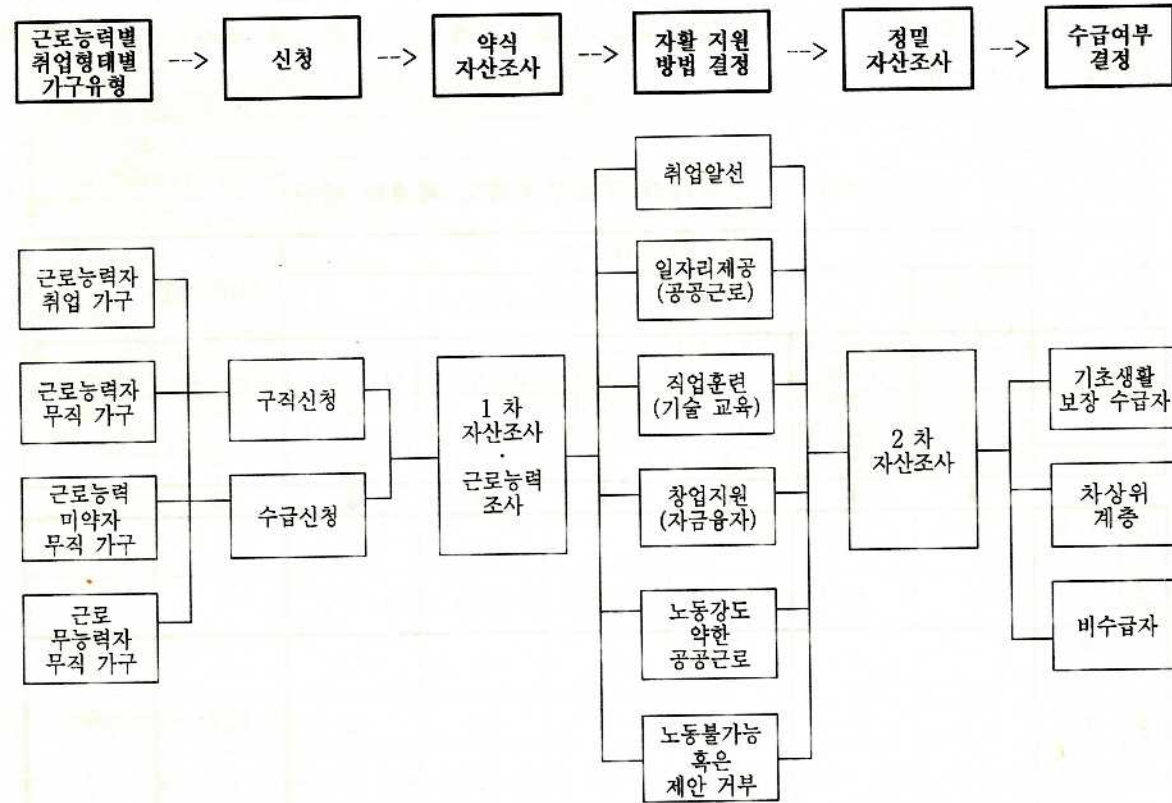 근로능력별
취업형태별
가구유형
--->
신청
--->
약식
자산조사
--->
자활 지원
방법 결정
--->
정밀
자산조사
--->
수급여부
결정
근로능력자
취업 가구
근로능력자
무직 가구
근로능력
미약자
무직 가구
근로
무능력자
무직 가구
구직신청
수급신청
1 차
자산조사
·
근로능력
조사
취업알선
일자리제공
(공공근로)
직업훈련
(기술 교육)
창업지원
(자금융자)
노동강도
약한
공공근로
노동불가능
혹은
제안 거부
2 차
자산조사
기초생활
보장 수급자
차상위
계층
비수급자